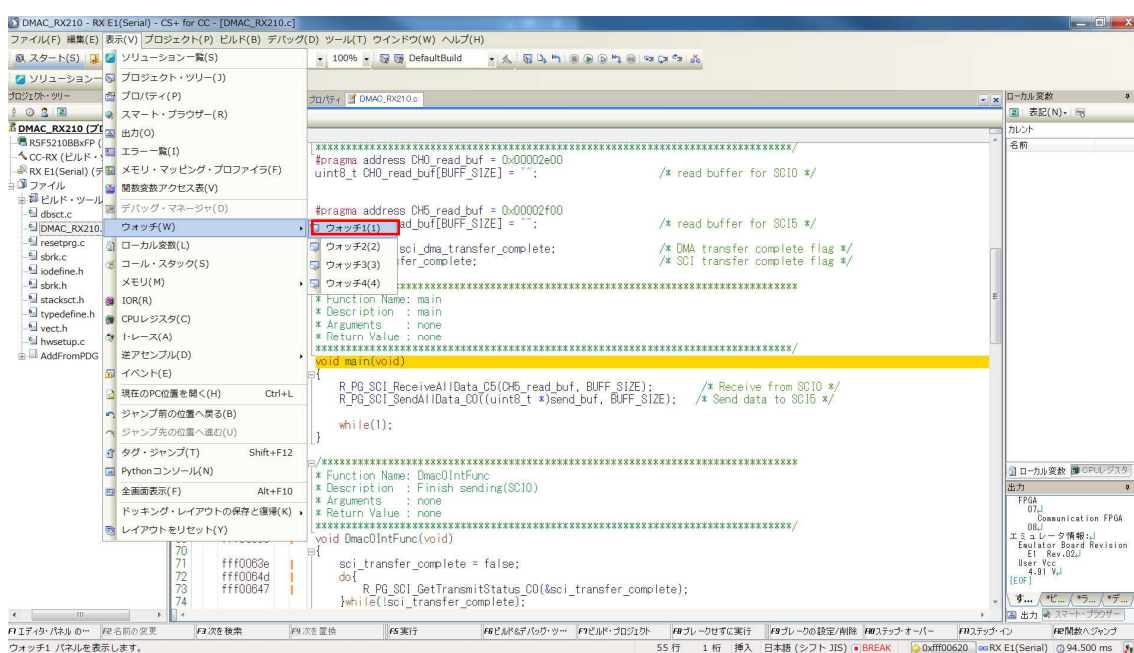 DMAC_RX210 - RX E1(Serial) - CS+ for CC - [DMAC_RX210.c]
ファイル(F) 編集(E) 表示(V) プロジェクト(P) ビルド(B) デバッグ(D) ツール(T) ウインドウ(W) ヘルプ(H)
スタート(S)
100%
DefaultBuild
ソリューション一
プロジェクト・ツリー
DMAC_RX210 (プロ
R5F5210BBxFP (
CC-RX (ビルド・
RX E1(Serial) (デ
ファイル
ビルド・ツール
dbsct.c
DMAC_RX210.
resetprg.c
sbrk.c
iodefine.h
sbrk.h
stacksct.h
typedefine.h
vect.h
hwsetup.c
AddFromPDG
ソリューション一覧(S)
プロジェクト・ツリー(J)
プロパティ(P)
スマート・ブラウザー(R)
出力(O)
エラー一覧(I)
メモリ・マッピング・プロファイラ(F)
関数変数アクセス表(V)
デバッグ・マネージャ(D)
ウォッチ(W)
ローカル変数(L)
コール・スタック(S)
メモリ(M)
IOR(R)
CPUレジスタ(C)
トレース(A)
逆アセンブル(D)
イベント(E)
現在のPC位置を開く(H) Ctrl+L
ジャンプ前の位置へ戻る(B)
ジャンプ先の位置へ進む(U)
タグ・ジャンプ(T) Shift+F12
Pythonコンソール(N)
全画面表示(F) Alt+F10
ドッキング・レイアウトの保存と復帰(K)
レイアウトをリセット(Y)
ウォッチ1(1)
ウォッチ2(2)
ウォッチ3(3)
ウォッチ4(4)
プロパティ DMAC_RX210.c
#pragma address CH0_read_buf = 0x00002e00
uint8_t CH0_read_buf[BUFF_SIZE] = ""; /* read buffer for SCI0 */
#pragma address CH5_read_buf = 0x00002f00
ad_buf[BUFF_SIZE] = ""; /* read buffer for SCI5 */
sci_dma_transfer_complete; /* DMA transfer complete flag */
sfer_complete; /* SCI transfer complete flag */
* Function Name: main
* Description : main
* Arguments : none
* Return Value : none
void main(void)
{
R_PG_SCI_ReceiveAllData_C5(CH5_read_buf, BUFF_SIZE); /* Receive from SCI0 */
R_PG_SCI_SendAllData_C0((uint8_t *)send_buf, BUFF_SIZE); /* Send data to SCI5 */
while(1);
}
* Function Name: Dmac0IntFunc
* Description : Finish sending(SCI0)
* Arguments : none
* Return Value : none
void Dmac0IntFunc(void)
70 {
71 fff0063e sci_transfer_complete = false;
72 fff0064d do{
73 fff00647 R_PG_SCI_GetTransmitStatus_C0(&sci_transfer_complete);
74 }while(!sci_transfer_complete);
ローカル変数
表記(N)
カレント
名前
ローカル変数 CPUレジスタ
出力
FPGA
07
Communication FPGA
08
エミュレータ情報:
Emulator Board Revision
E1 Rev.02
User Vcc
4.91 V
[EOF]
す... *ビ... *ラ... *デ...
出力 スマート・ブラウザー
F1エディタ・パネル の… F2名前の変更 F3次を検索 F4次を置換 F5実行 F6ビルド&デバッグ・ツ… F7ビルド・プロジェクト F8ブレークせずに実行 F9ブレークの設定/削除 F10ステップ・オーバー F11ステップ・イン F12関数へジャンプ
ウォッチ1 パネルを表示します。 55 行 1 桁 挿入 日本語 (シフト JIS) BREAK 0xfff00620 RX E1(Serial) 94.500 ms